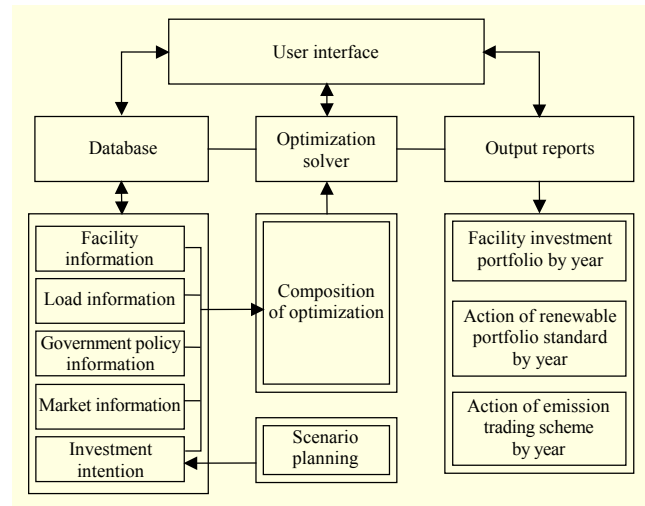 User interface
Database
Optimization
solver
Output reports
Facility
information
Load information
Government policy
information
Market information
Investment
intention
Composition
of optimization
Scenario
planning
Facility investment
portfolio by year
Action of renewable
portfolio standard
by year
Action of emission
trading scheme
by year